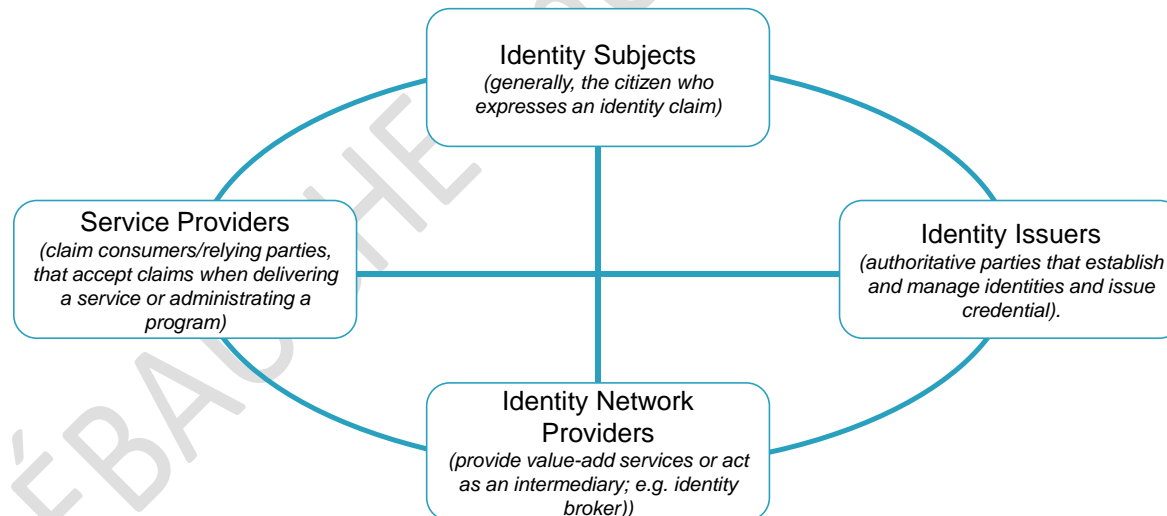 Identity Subjects
(generally, the citizen who
expresses an identity claim)
Service Providers
(claim consumers/relying parties,
that accept claims when delivering
a service or administrating a
program)
Identity Issuers
(authoritative parties that establish
and manage identities and issue
credential).
Identity Network
Providers
(provide value-add services or act
as an intermediary; e.g. identity
broker))
ÉBAUCHE